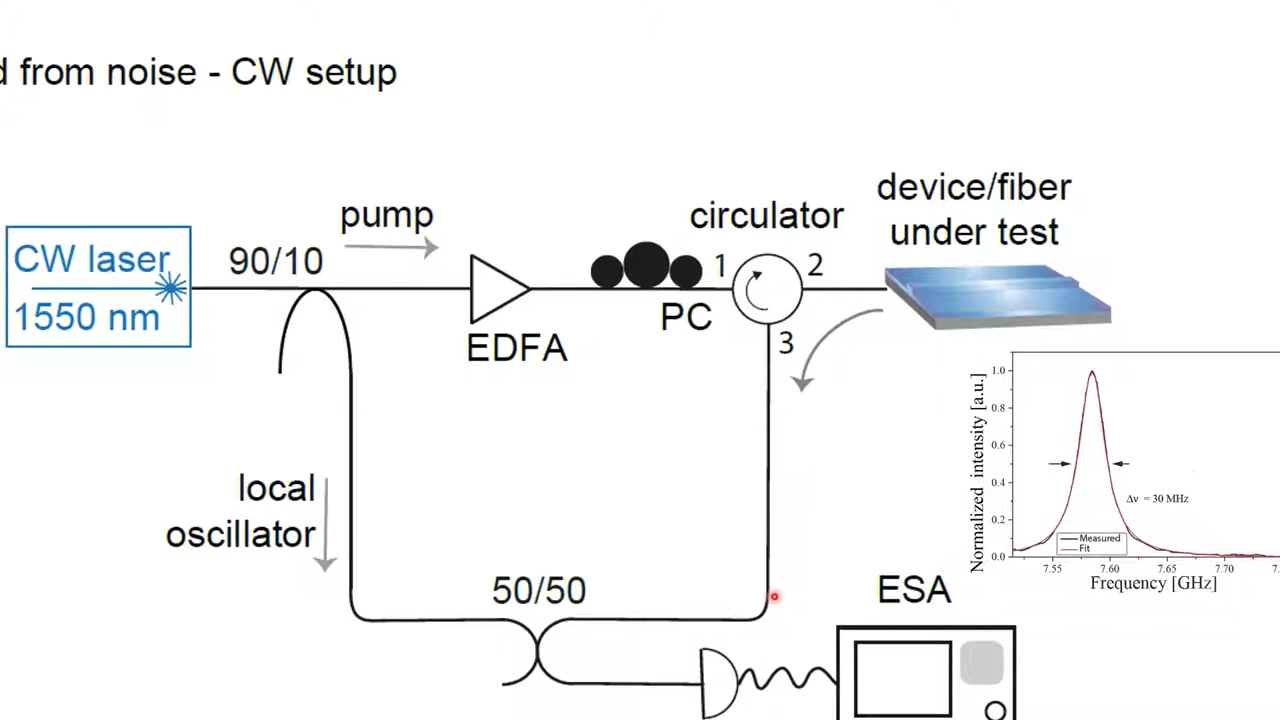 from noise - CW setup
device/fiber
under test
pump
circulator
CW laser
1550 nm
90/10
EDFA
PC
1
2
3
local
oscillator
50/50
ESA
Normalized intensity [a.u.]
1.0
0.8
0.6
0.4
0.2
0.0
Δν = 30 MHz
Measured
Fit
7.55
7.60
7.65
7.70
Frequency [GHz]